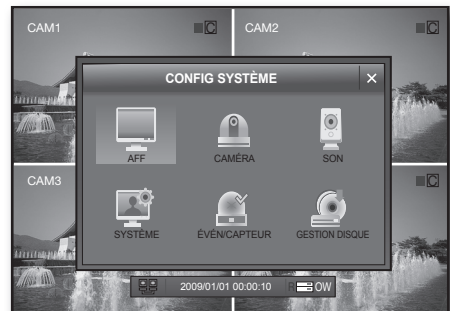 CAM1
C
CAM2
C
CONFIG SYSTÈME
×
AFF
CAMÉRA
SON
CAM3
C
SYSTÈME
ÉVÉN/CAPTEUR
GESTION DISQUE
2009/01/01 00:00:10
R
OW